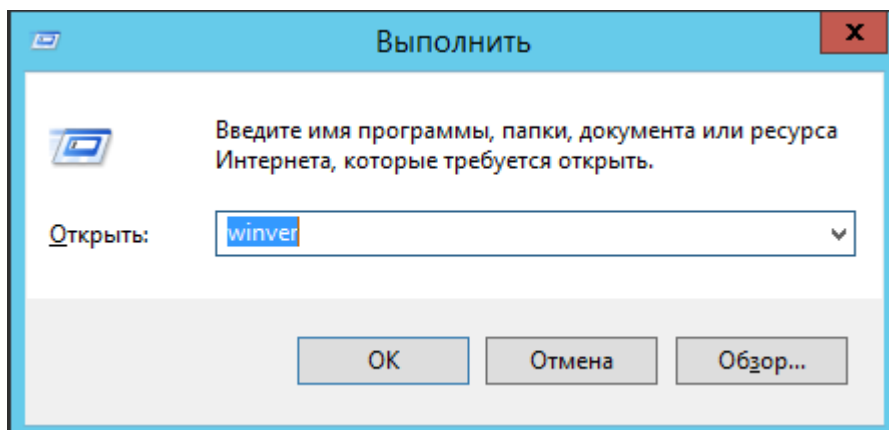 Выполнить
Введите имя программы, папки, документа или ресурса
Интернета, которые требуется открыть.
Открыть: winver
OK Отмена Обзор...